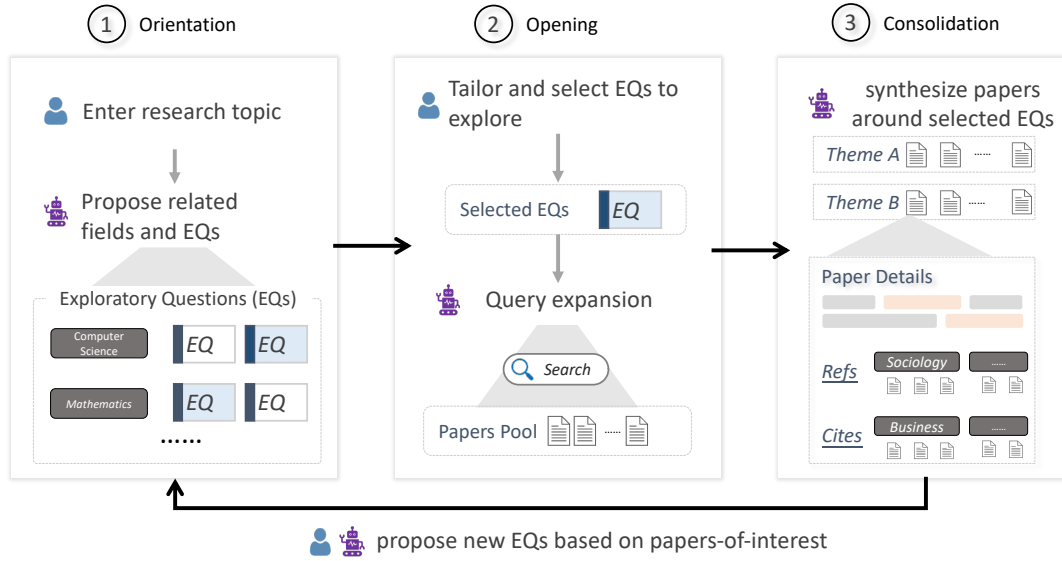 1 Orientation
Enter research topic
Propose related
fields and EQs
Exploratory Questions (EQs)
Computer
Science
EQ EQ
Mathematics
EQ EQ
......
2 Opening
Tailor and select EQs to
explore
Selected EQs EQ
Query expansion
Search
Papers Pool ......
3 Consolidation
synthesize papers
around selected EQs
Theme A ......
Theme B ......
Paper Details
Refs Sociology ......
Cites Business ......
propose new EQs based on papers-of-interest